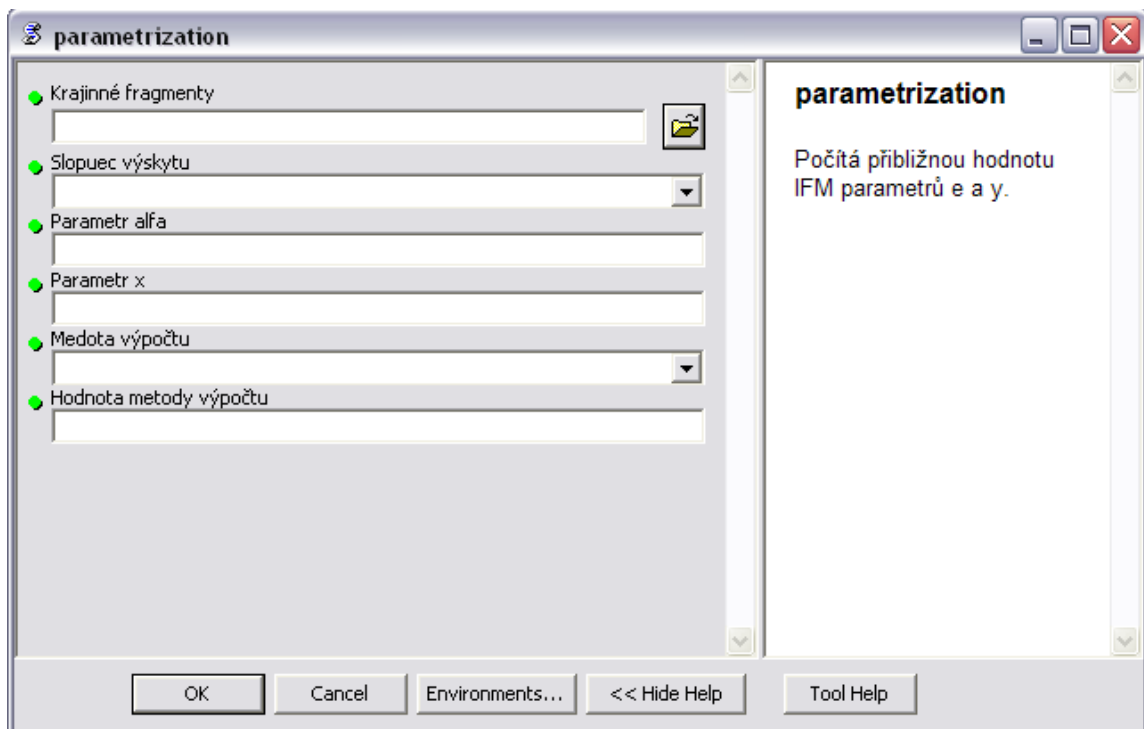 parametrization
Krajinné fragmenty
Slopuec výskytu
Parametr alfa
Parametr x
Medota výpočtu
Hodnota metody výpočtu
parametrization
Počítá přibližnou hodnotu
IFM parametrů e a y.
OK
Cancel
Environments...
<< Hide Help
Tool Help